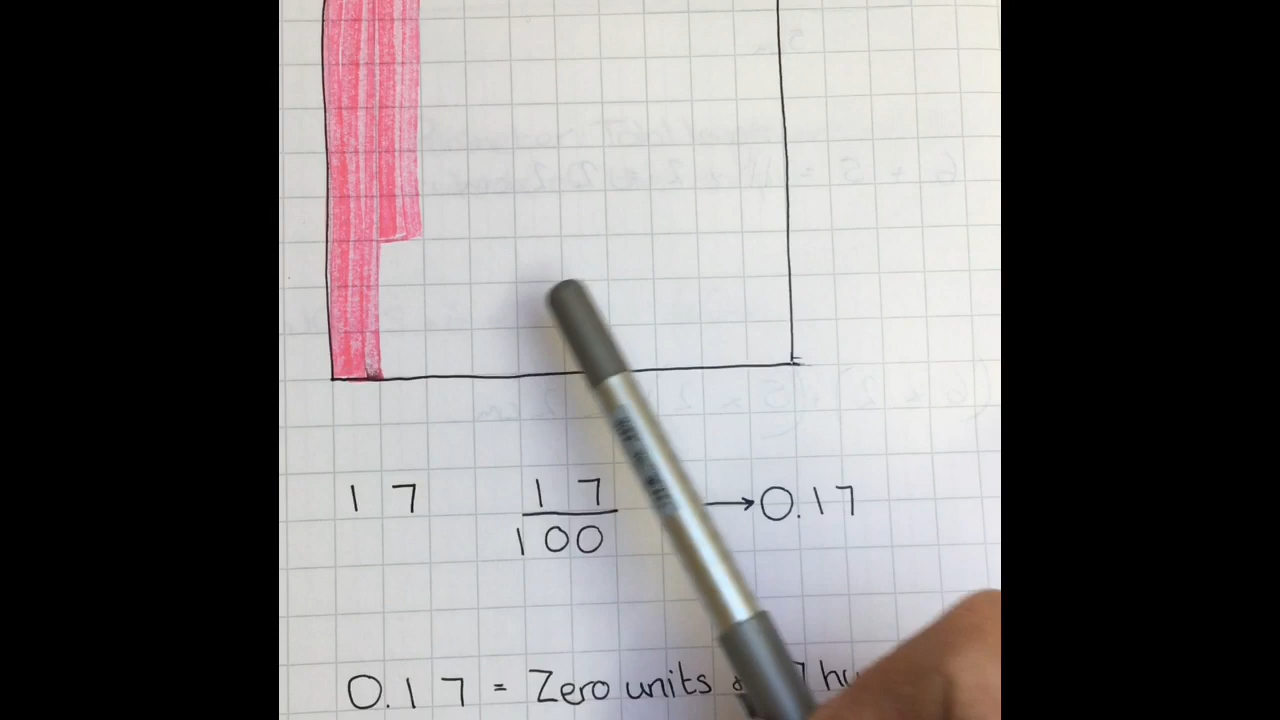 17 17/100 → 0.17
0.17 = Zero units